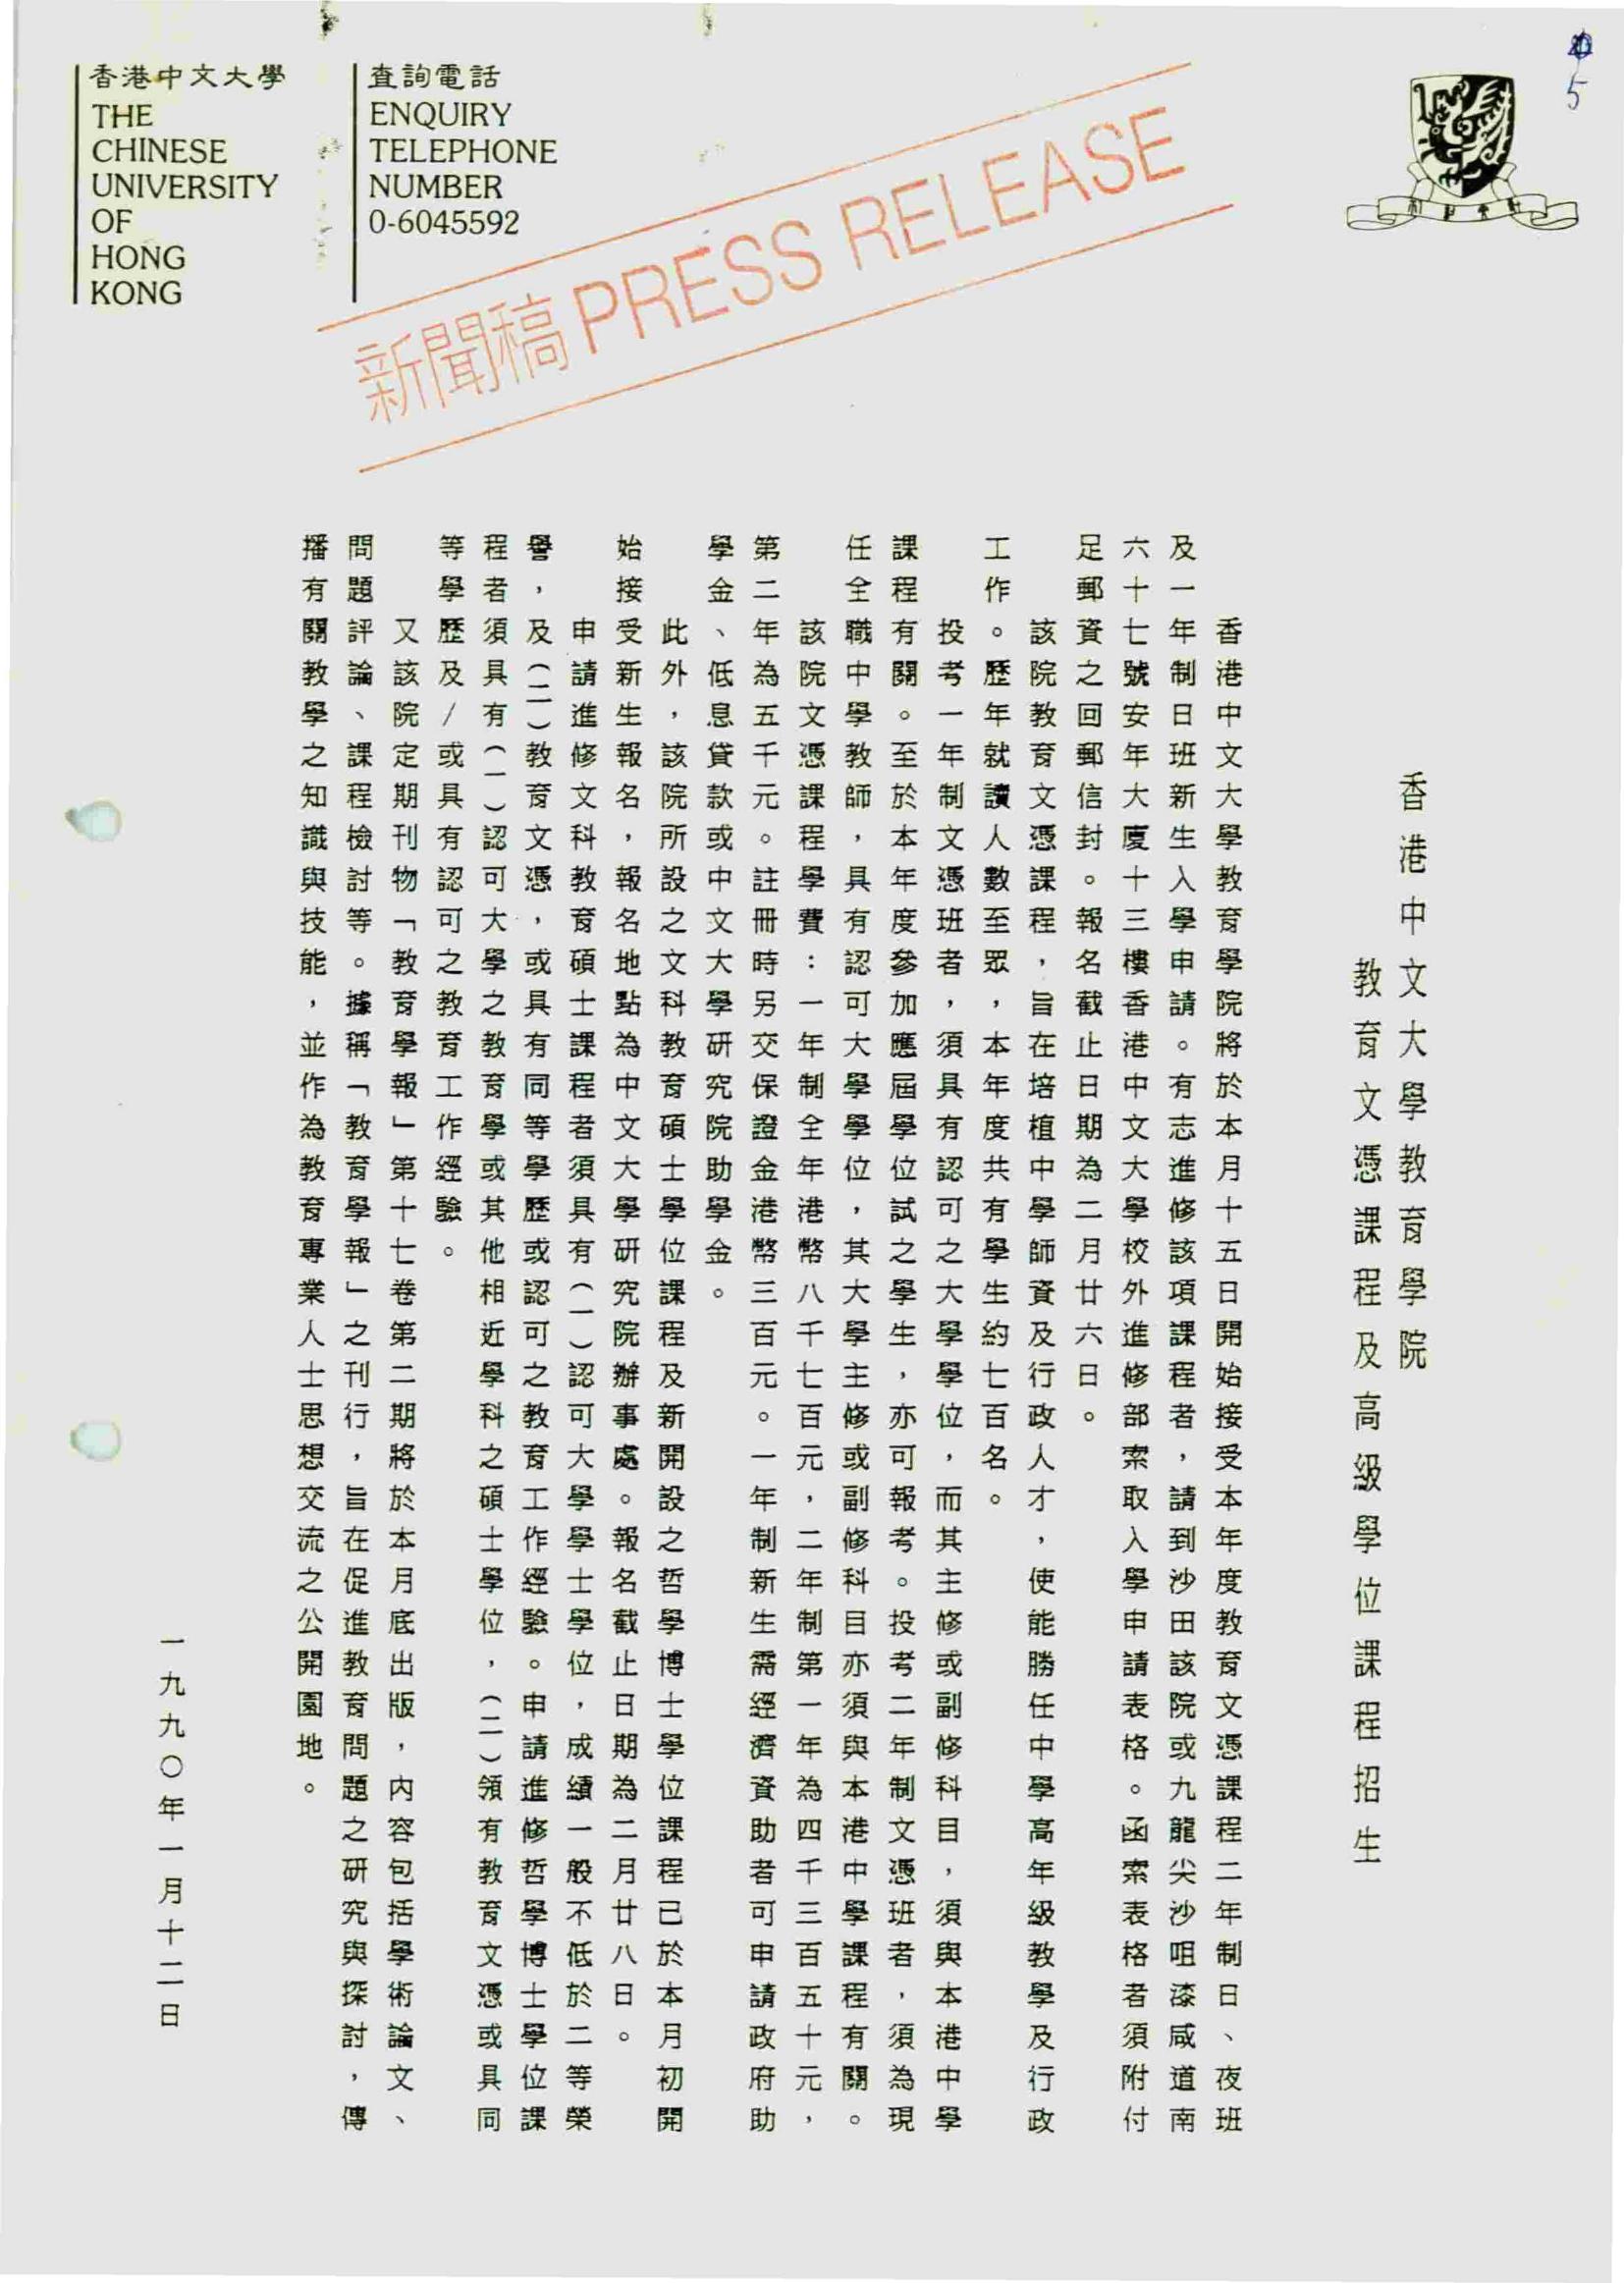 香港中文大學
THE
CHINESE
UNIVERSITY
OF
HONG
KONG
查詢電話
ENQUIRY
TELEPHONE
NUMBER
0-6045592
5
新聞稿 PRESS RELEASE
香港中文大學教育學院
教育文憑課程及高級學位課程招生
香港中文大學教育學院將於本月十五日開始接受本年度教育文憑課程二年制日、夜班
及一年制日班新生入學申請。有志進修該項課程者，請到沙田該院或九龍尖沙咀漆咸道南
六十七號安年大廈十三樓香港中文大學校外進修部索取入學申請表格。函索表格者須附付
足郵資之回郵信封。報名截止日期為二月廿六日。
該院教育文憑課程，旨在培植中學師資及行政人才，使能勝任中學高年級教學及行政
工作。歷年就讀人數至眾，本年度共有學生約七百名。
投考一年制文憑班者，須具有認可之大學學位，而其主修或副修科目，須與本港中學
課程有關。至於本年度參加應屆學位試之學生，亦可報考。投考二年制文憑班者，須為現
任全職中學教師，具有認可大學學位，其大學主修或副修科目亦須與本港中學課程有關。
該院文憑課程學費：一年制全年港幣八千七百元，二年制第一年為四千三百五十元，
第二年為五千元。註冊時另交保證金港幣三百元。一年制新生需經濟資助者可申請政府助
學金、低息貸款或中文大學研究院助學金。
此外，該院所設之文科教育碩士學位課程及新開設之哲學博士學位課程已於本月初開
始接受新生報名，報名地點為中文大學研究院辦事處。報名截止日期為二月廿八日。
申請進修文科教育碩士課程者須具有（一）認可大學學士學位，成績一般不低於二等榮
譽，及（二）教育文憑，或具有同等學歷或認可之教育工作經驗。申請進修哲學博士學位課
程者須具有（一）認可大學之教育學或其他相近學科之碩士學位，（二）領有教育文憑或具同
等學歷及/或具有認可之教育工作經驗。
又該院定期刊物「教育學報」第十七卷第二期將於本月底出版，內容包括學術論文、
問題評論、課程檢討等。據稱「教育學報」之刊行，旨在促進教育問題之研究與探討，傳
播有關教學之知識與技能，並作為教育專業人士思想交流之公開園地。
一九九〇年一月十二日